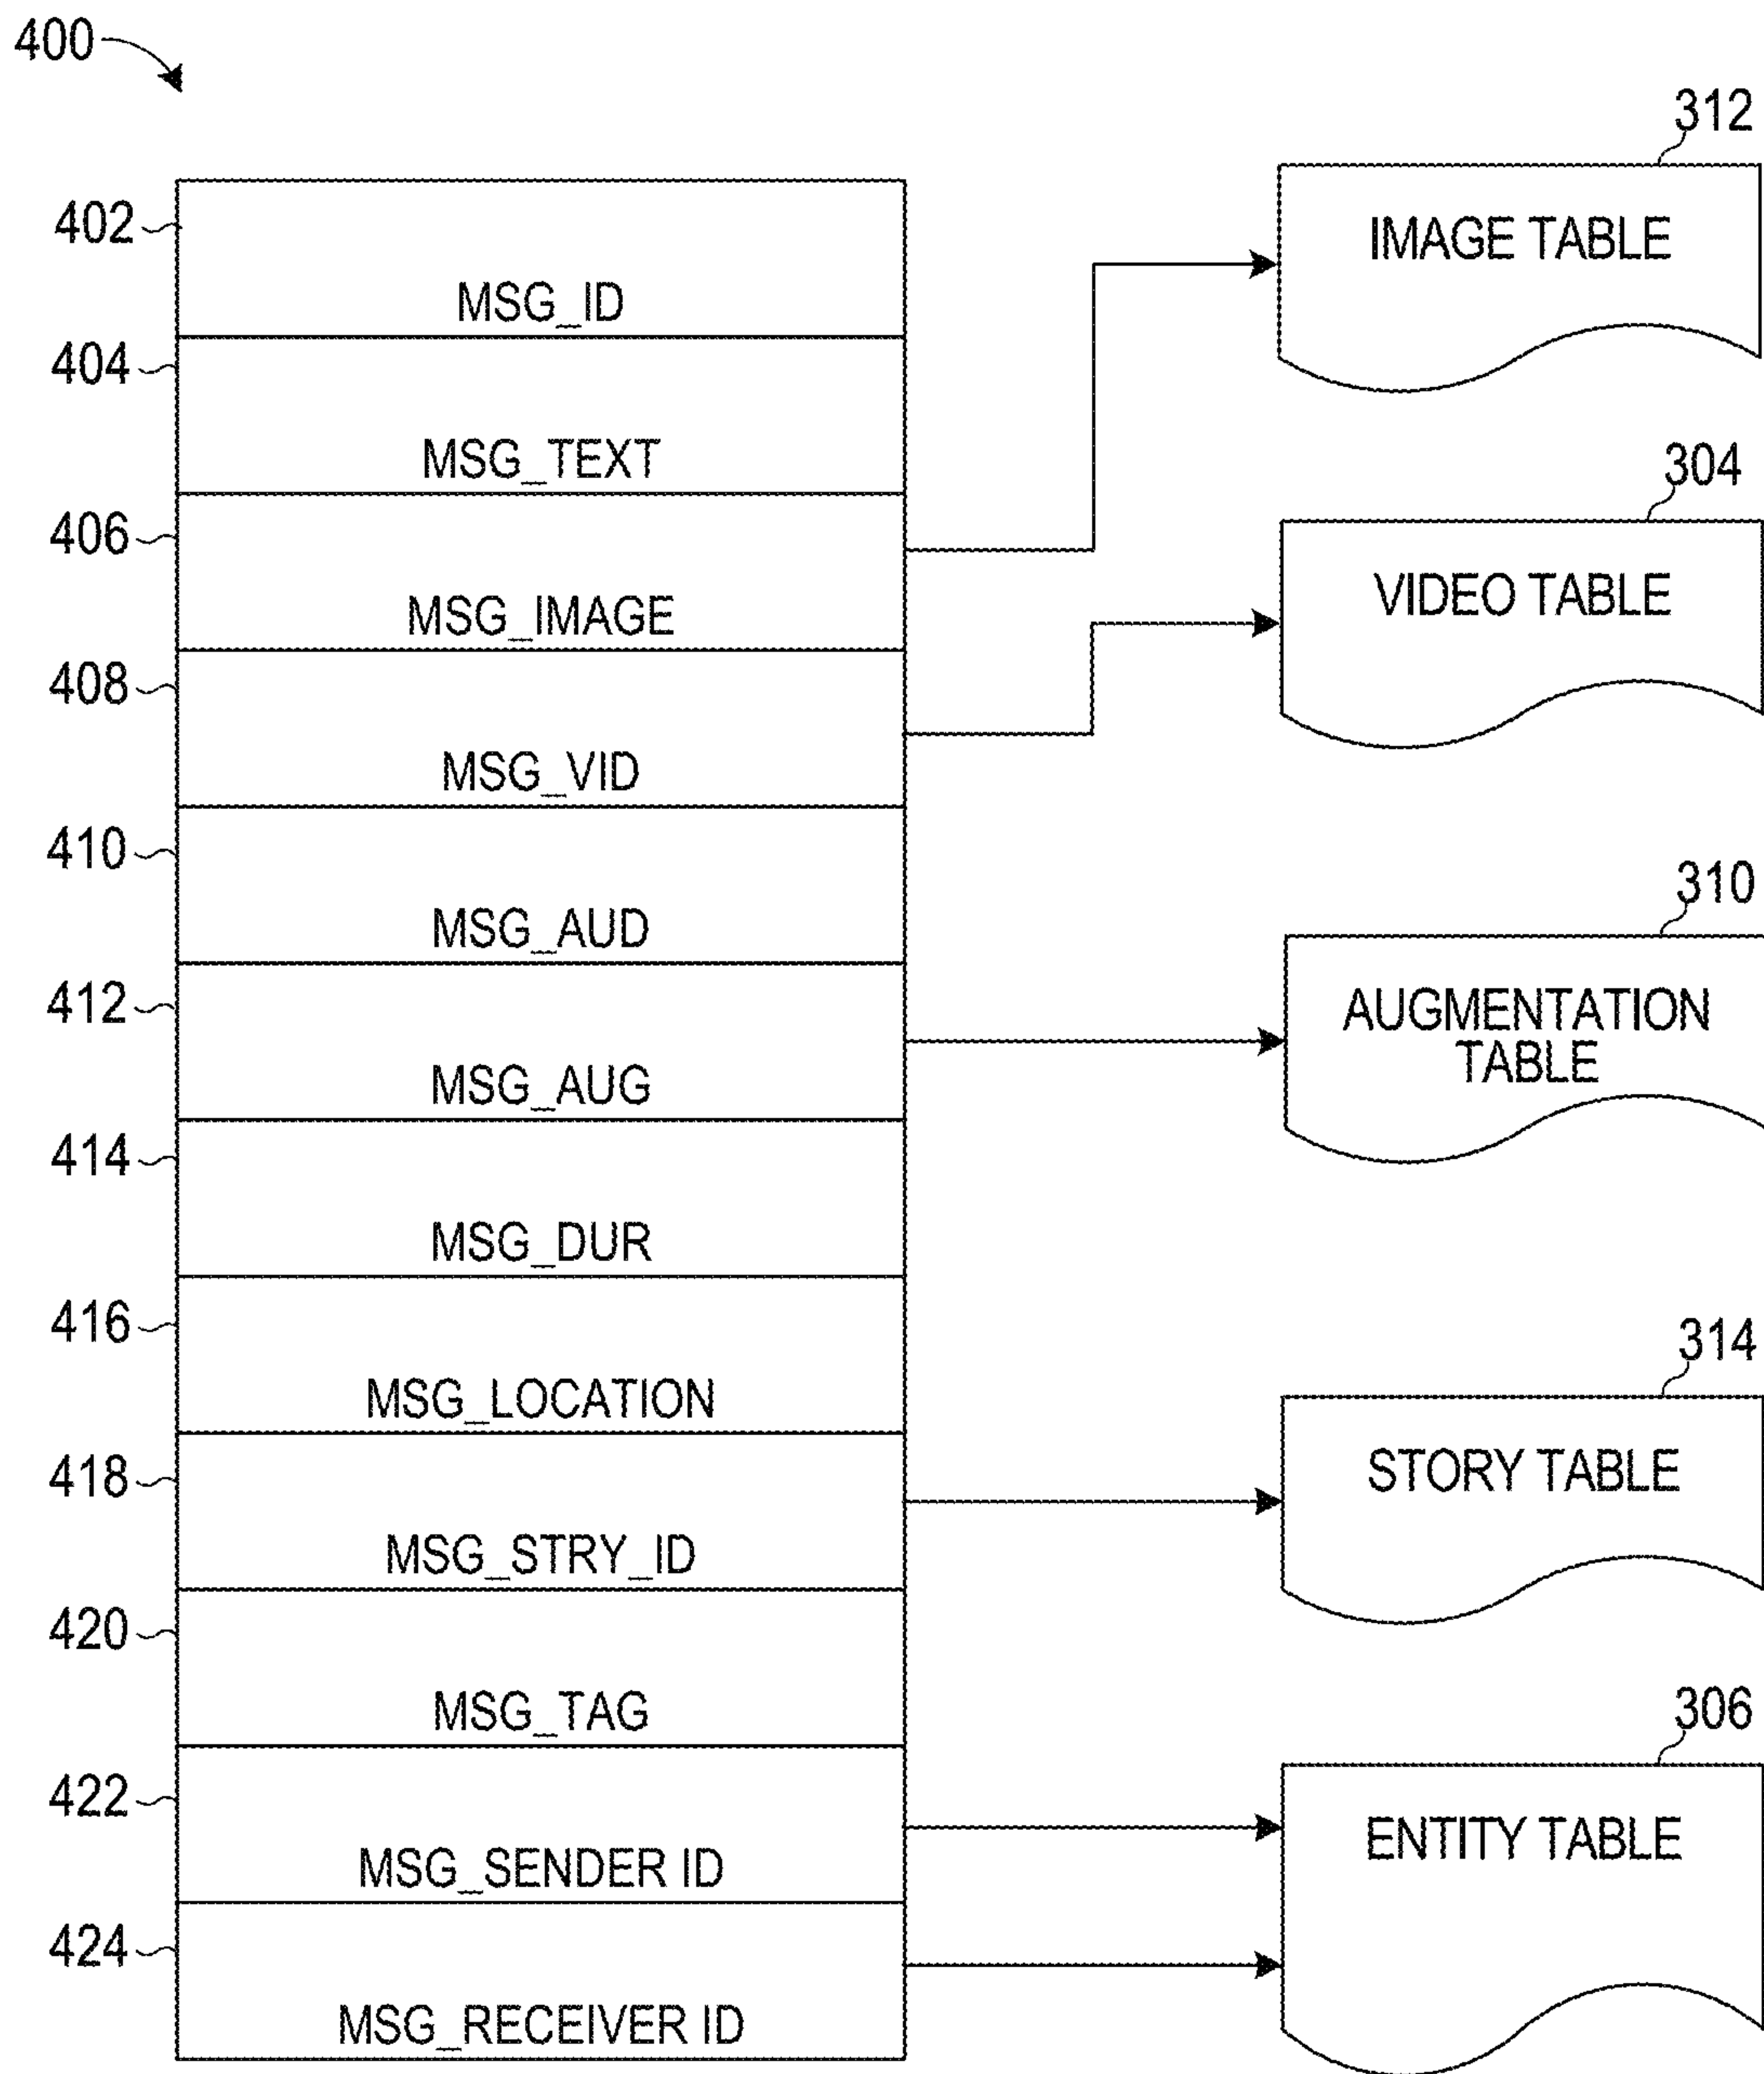 400
402
MSG_ID
404
MSG_TEXT
406
MSG_IMAGE
408
MSG_VID
410
MSG_AUD
412
MSG_AUG
414
MSG_DUR
416
MSG_LOCATION
418
MSG_STRY_ID
420
MSG_TAG
422
MSG_SENDER ID
424
MSG_RECEIVER ID
312
IMAGE TABLE
304
VIDEO TABLE
310
AUGMENTATION
TABLE
314
STORY TABLE
306
ENTITY TABLE